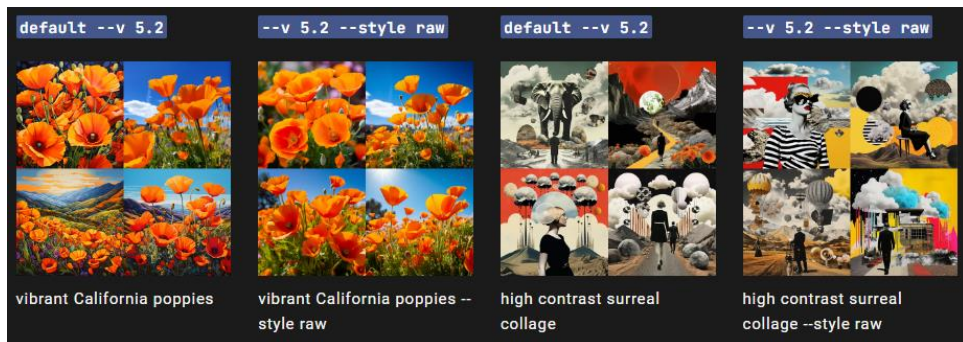 default --v 5.2
--v 5.2 --style raw
default --v 5.2
--v 5.2 --style raw
vibrant California poppies
vibrant California poppies --
style raw
high contrast surreal
collage
high contrast surreal
collage --style raw